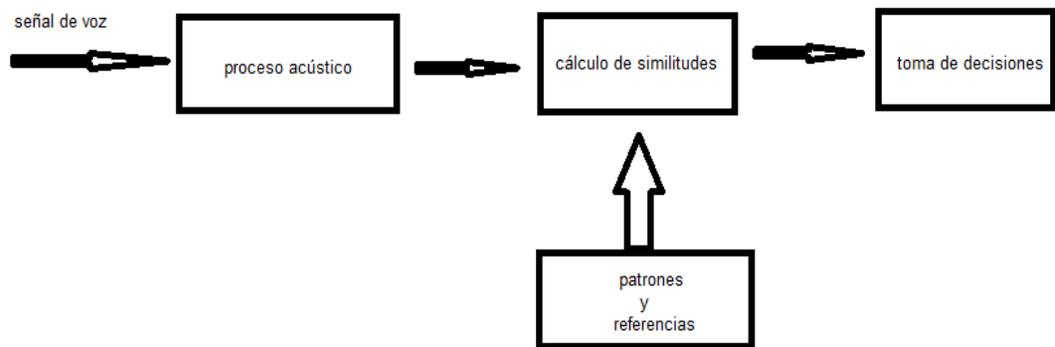 señal de voz
proceso acústico
cálculo de similitudes
toma de decisiones
patrones
y
referencias